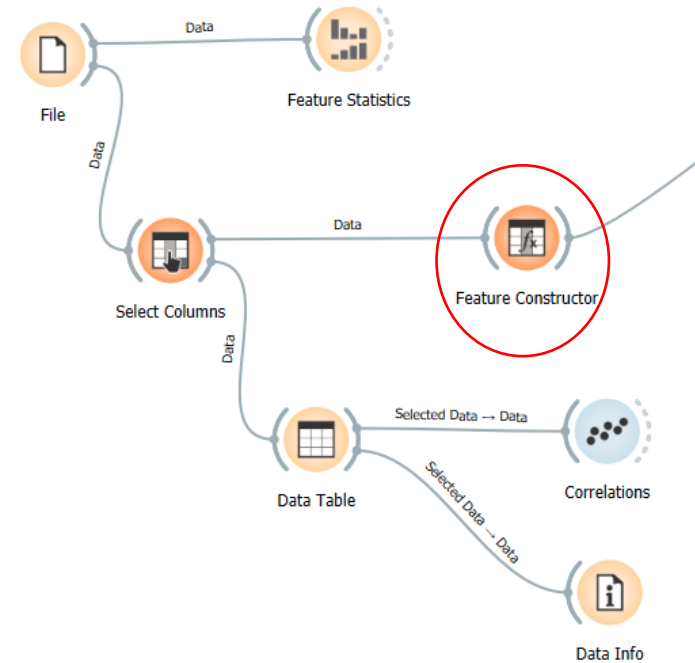 Data
File
Feature Statistics
Data
Data
fx
Select Columns
Feature Constructor
Data
Selected Data → Data
Data Table
Selected Data → Data
Correlations
i
Data Info